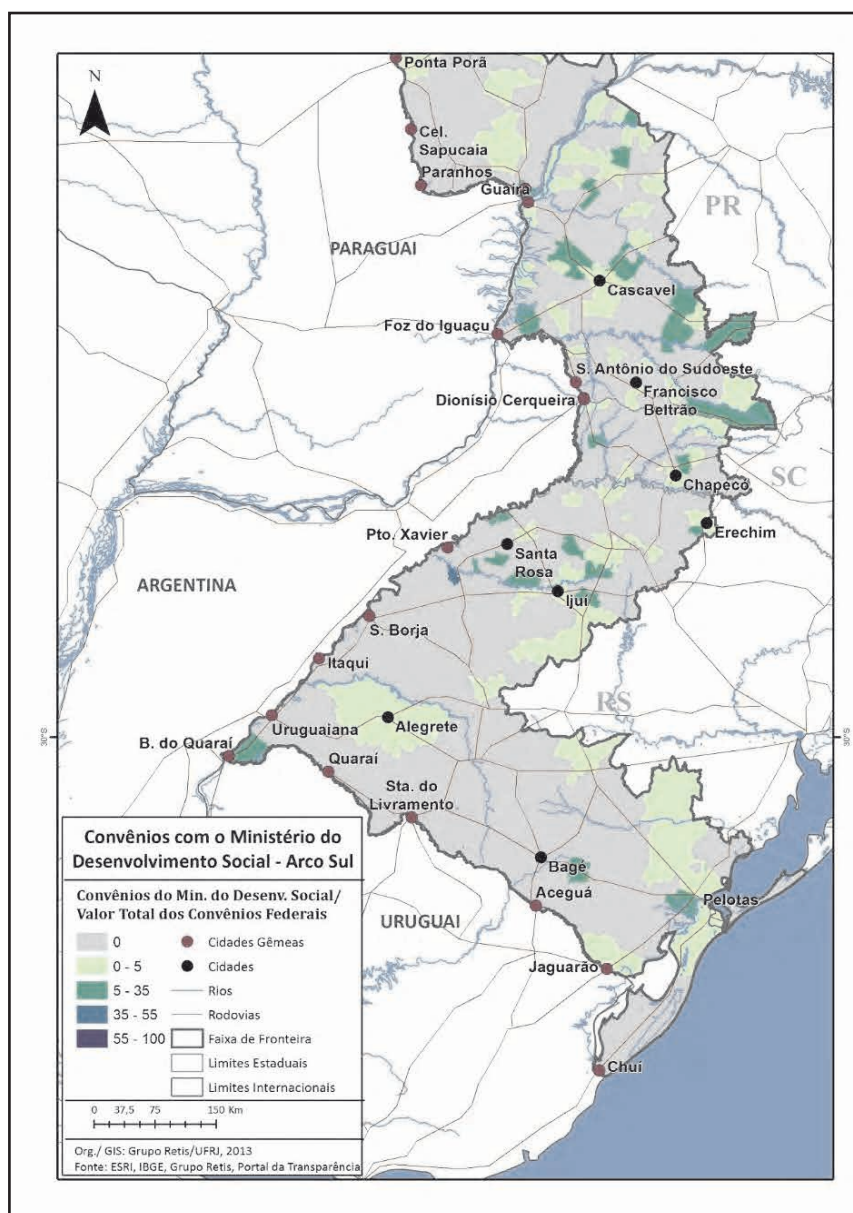 N
Ponta Porã
Cel.
Sapucaia
Paranhos
Guaíra
PR
PARAGUAI
Cascavel
Foz do Iguaçu
S. Antônio do Sudoeste
Francisco
Beltrão
Dionísio Cerqueira
SC
Chapecó
Pto. Xavier
Erechim
Santa
Rosa
ARGENTINA
Ijuí
S. Borja
Itaqui
RS
Uruguaiana
Alegrete
30°S
30°S
B. do Quaraí
Quaraí
Sta. do
Livramento
Bagé
Aceguá
Pelotas
URUGUAI
Jaguarão
Chuí
Convênios com o Ministério do
Desenvolvimento Social - Arco Sul
Convênios do Min. do Desenv. Social/
Valor Total dos Convênios Federais
0
0 - 5
5 - 35
35 - 55
55 - 100
Cidades Gêmeas
Cidades
Rios
Rodovias
Faixa de Fronteira
Limites Estaduais
Limites Internacionais
0 37,5 75 150 Km
Org./ GIS: Grupo Retis/UFRJ, 2013
Fonte: ESRI, IBGE, Grupo Retis, Portal da Transparência